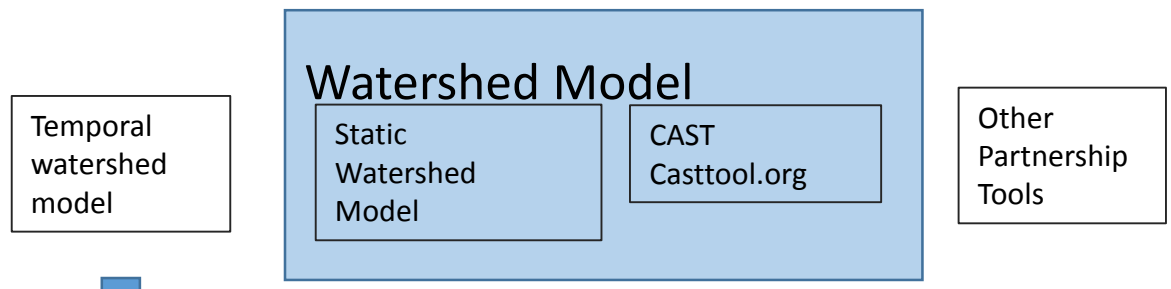 Watershed Model
Temporal
watershed
model
Static
Watershed
Model
CAST
Casttool.org
Other
Partnership
Tools